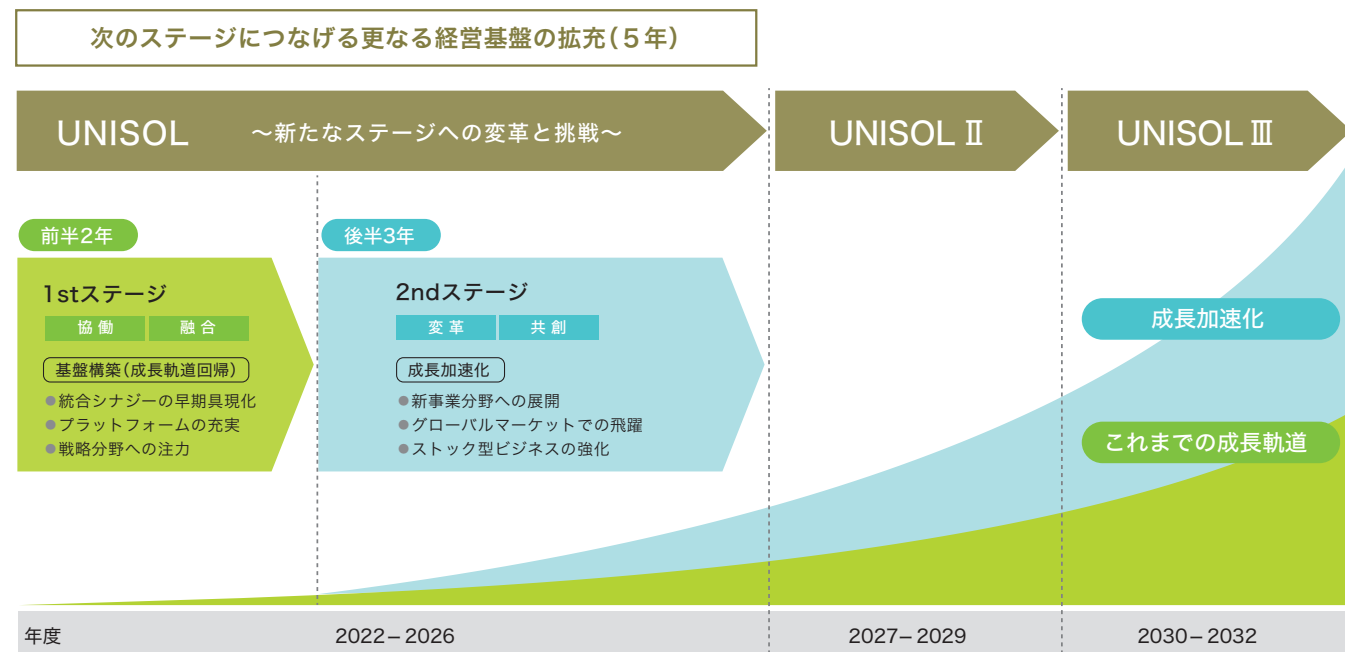 次のステージにつなげる更なる経営基盤の拡充(5年)
UNISOL ～新たなステージへの変革と挑戦～
UNISOL Ⅱ
UNISOL Ⅲ
前半2年
1stステージ
協働 融合
基盤構築(成長軌道回帰)
●統合シナジーの早期具現化
●プラットフォームの充実
●戦略分野への注力
後半3年
2ndステージ
変革 共創
成長加速化
●新事業分野への展開
●グローバルマーケットでの飛躍
●ストック型ビジネスの強化
成長加速化
これまでの成長軌道
年度 2022–2026 2027–2029 2030–2032